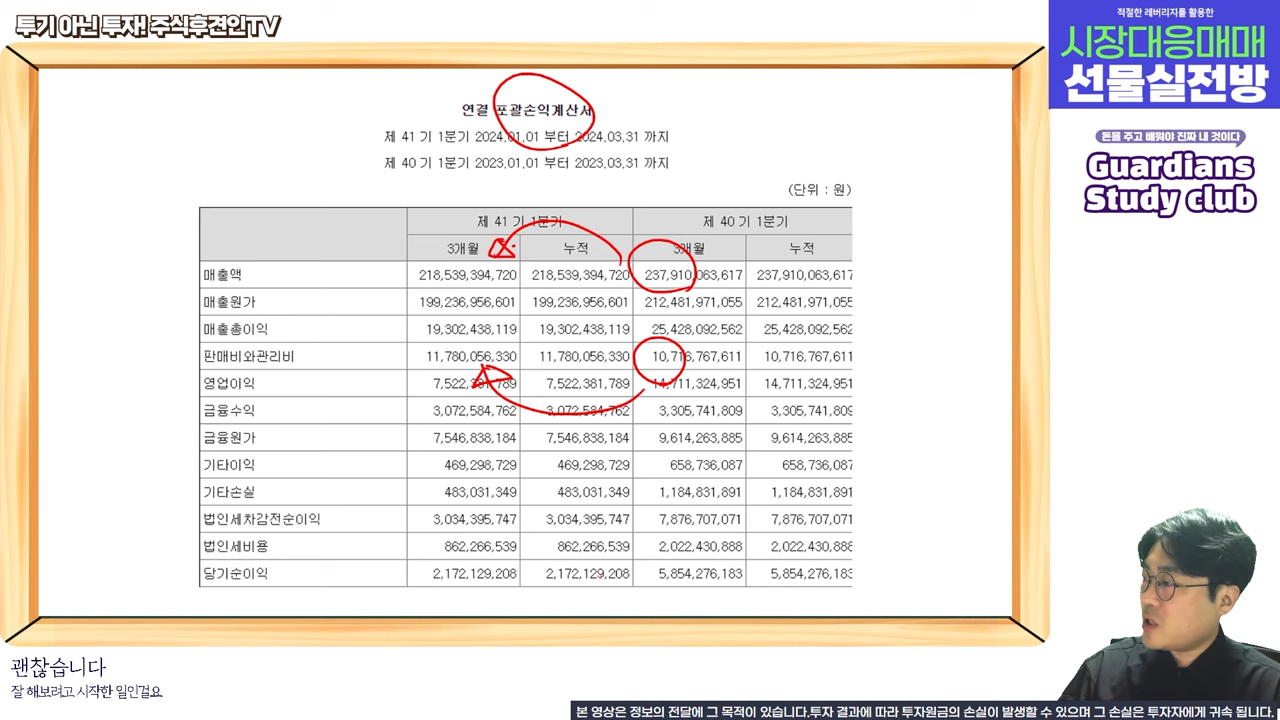 투기 아닌 투자! 주식후견인TV
적절한 레버리지를 활용한
시장대응매매
선물실전방
돈을 주고 배워야 진짜 내 것이다
Guardians
Study club
연결 포괄손익계산서
제 41 기 1분기 2024.01.01 부터 2024.03.31 까지
제 40 기 1분기 2023.01.01 부터 2023.03.31 까지
(단위 : 원)
제 41 기 1분기 제 40 기 1분기
3개월 누적 3개월 누적
매출액 218,539,394,720 218,539,394,720 237,910,063,617 237,910,063,617
매출원가 199,236,956,601 199,236,956,601 212,481,971,055 212,481,971,055
매출총이익 19,302,438,119 19,302,438,119 25,428,092,562 25,428,092,562
판매비와관리비 11,780,056,330 11,780,056,330 10,716,767,611 10,716,767,611
영업이익 7,522,381,789 7,522,381,789 14,711,324,951 14,711,324,951
금융수익 3,072,584,762 3,072,584,762 3,305,741,809 3,305,741,809
금융원가 7,546,838,184 7,546,838,184 9,614,263,885 9,614,263,885
기타이익 469,298,729 469,298,729 658,736,087 658,736,087
기타손실 483,031,349 483,031,349 1,184,831,891 1,184,831,891
법인세차감전순이익 3,034,395,747 3,034,395,747 7,876,707,071 7,876,707,071
법인세비용 862,266,539 862,266,539 2,022,430,888 2,022,430,888
당기순이익 2,172,129,208 2,172,129,208 5,854,276,183 5,854,276,183
괜찮습니다
잘 해보려고 시작한 일인걸요
본 영상은 정보의 전달에 그 목적이 있습니다.투자 결과에 따라 투자원금의 손실이 발생할 수 있으며 그 손실은 투자자에게 귀속 됩니다.